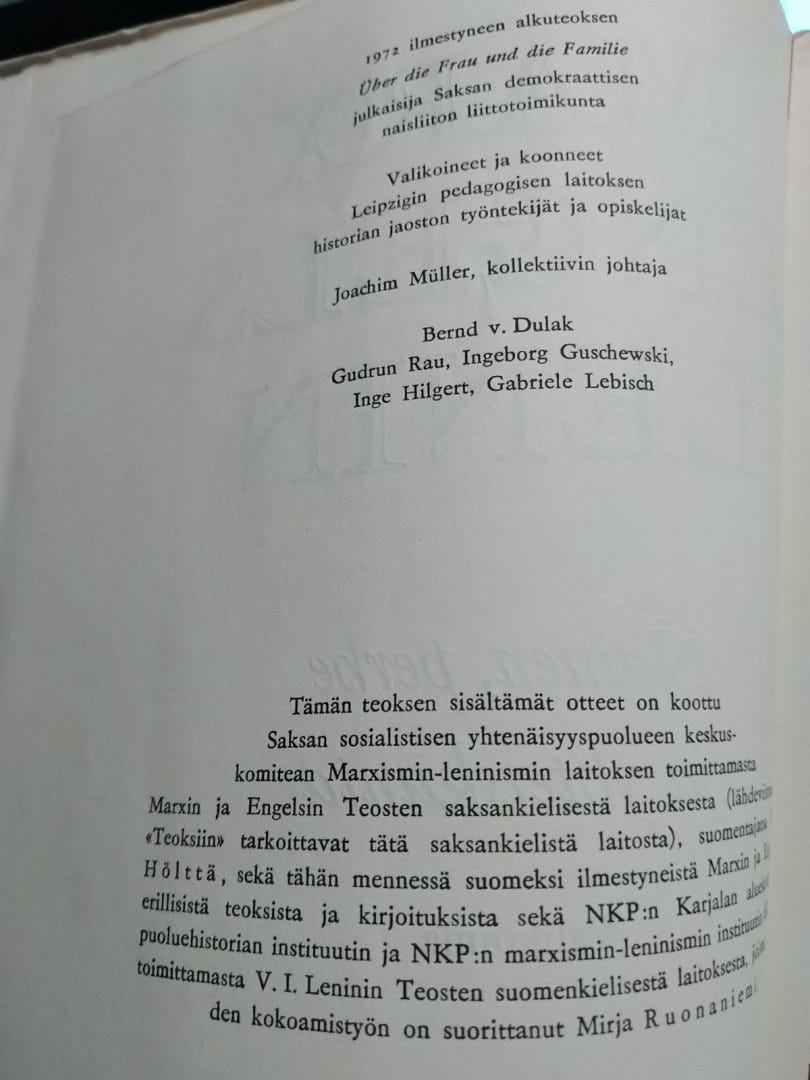 1972 ilmestyneen alkuteoksen
Über die Frau und die Familie
julkaisija Saksan demokraattisen
naisliiton liittotoimikunta
Valikoineet ja koonneet
Leipzigin pedagogisen laitoksen
historian jaoston työntekijät ja opiskelijat
Joachim Müller, kollektiivin johtaja
Bernd v. Dulak
Gudrun Rau, Ingeborg Guschewski,
Inge Hilgert, Gabriele Lebisch
Tämän teoksen sisältämät otteet on koottu
Saksan sosialistisen yhtenäisyyspuolueen keskus-
komitean Marxismin-leninismin laitoksen toimittamasta
Marxin ja Engelsin Teosten saksankielisestä laitoksesta
«Teoksiin» tarkoittavat tätä saksankielistä laitosta), suomentajana
Hölttä, sekä tähän mennessä suomeksi ilmestyneistä Marxin ja
erillisistä teoksista ja kirjoituksista sekä NKP:n Karjalan
puoluehistorian instituutin ja NKP:n marxismin-leninismin instituutin
toimittamasta V. I. Leninin Teosten suomenkielisestä laitoksesta,
den kokoamistyön on suorittanut Mirja Ruonaniemi.